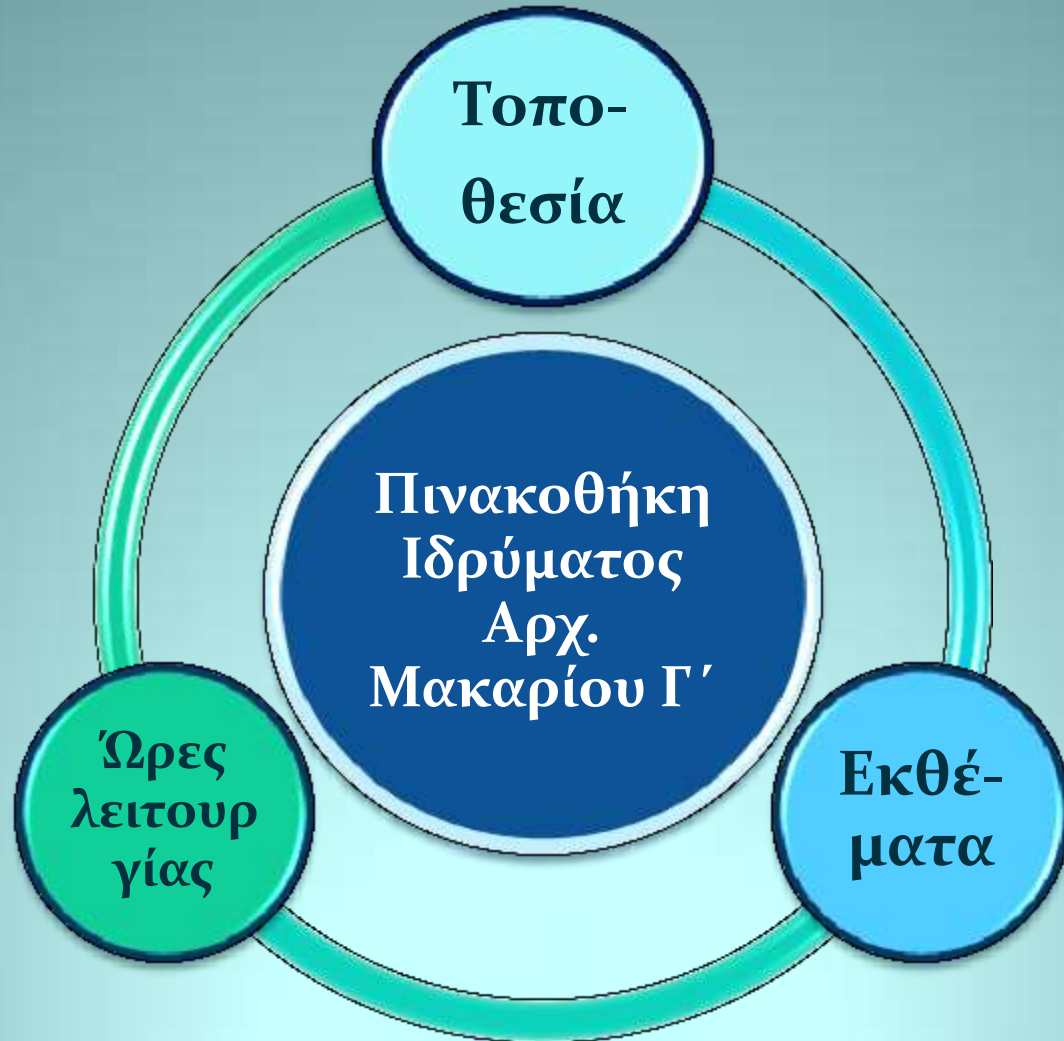 Τοπο-
θεσία
Πινακοθήκη
Ιδρύματος
Αρχ.
Μακαρίου Γ΄
Ώρες
λειτουρ
γίας
Εκθέ-
ματα